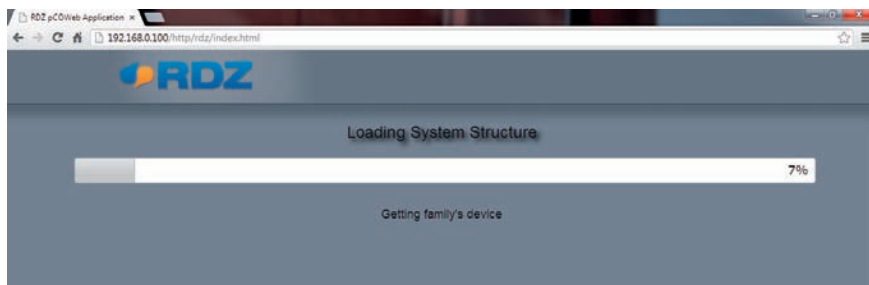 RDZ pCOWeb Application
192.168.0.100/http/rdz/index.html
RDZ
Loading System Structure
7%
Getting family's device